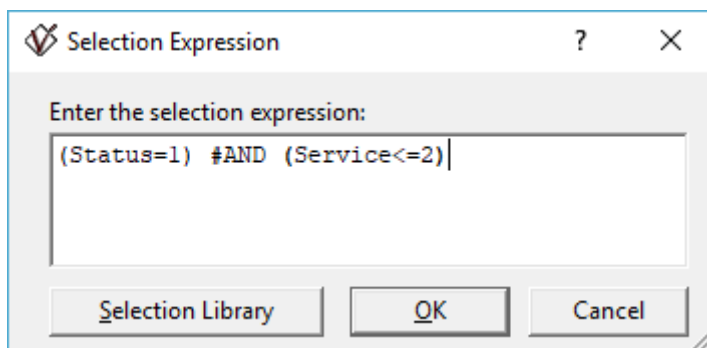 Selection Expression ?
Enter the selection expression:
(Status=1) #AND (Service<=2)
Selection Library OK Cancel